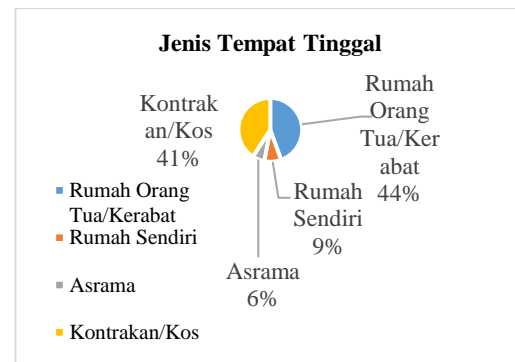 Jenis Tempat Tinggal
Rumah
Orang
Tua/Ker
abat
44%
Rumah
Sendiri
9%
Asrama
6%
Kontrak
an/Kos
41%
Rumah Orang
Tua/Kerabat
Rumah Sendiri
Asrama
Kontrakan/Kos